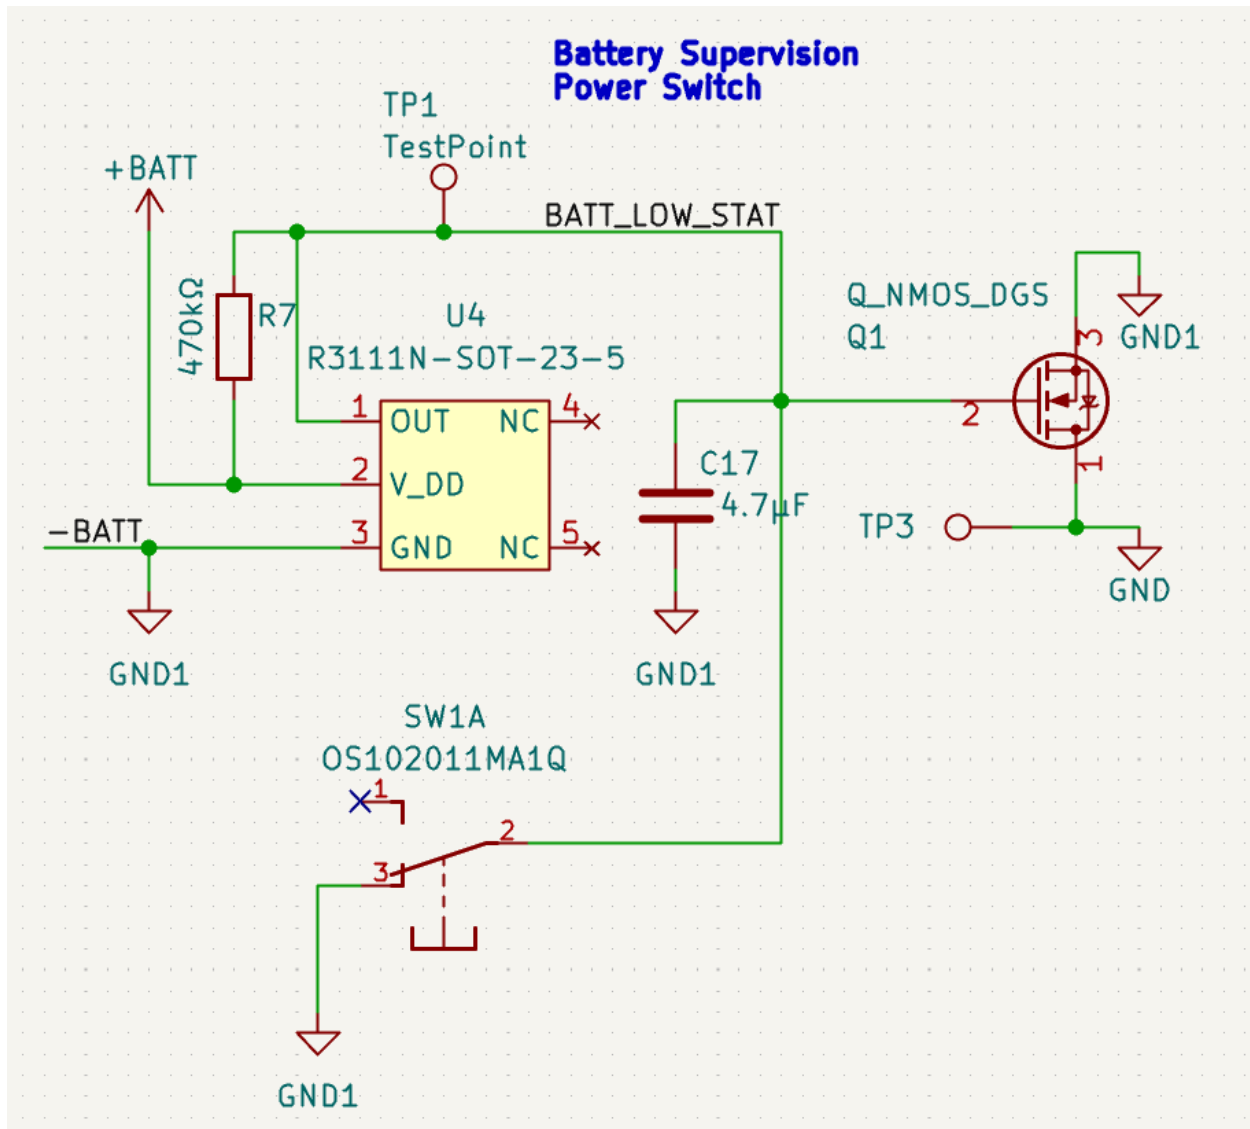 Battery Supervision
Power Switch
TP1
TestPoint
+BATT
BATT_LOW_STAT
470kΩ
R7
U4
R3111N-SOT-23-5
Q_NMOS_DGS
Q1
3
GND1
1
OUT
NC
4
2
2
V_DD
C17
4.7µF
1
-BATT
3
GND
NC
5
TP3
GND
GND1
GND1
SW1A
OS102011MA1Q
1
2
3
GND1